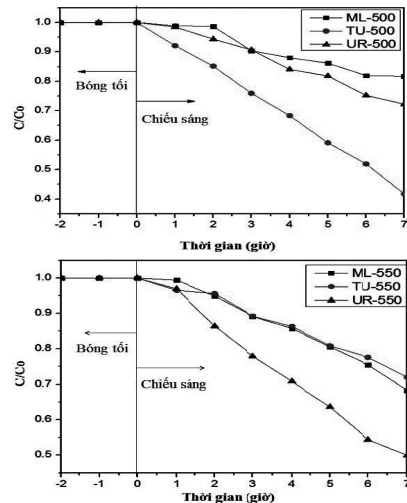 1.0
0.9
0.8
0.7
0.6
0.5
0.4
C/C0
ML-500
TU-500
UR-500
Bóng tối
Chiếu sáng
-2 -1 0 1 2 3 4 5 6 7
Thời gian (giờ)
1.0
0.9
0.8
0.7
0.6
0.5
C/C0
ML-550
TU-550
UR-550
Bóng tối
Chiếu sáng
-2 -1 0 1 2 3 4 5 6 7
Thời gian (giờ)